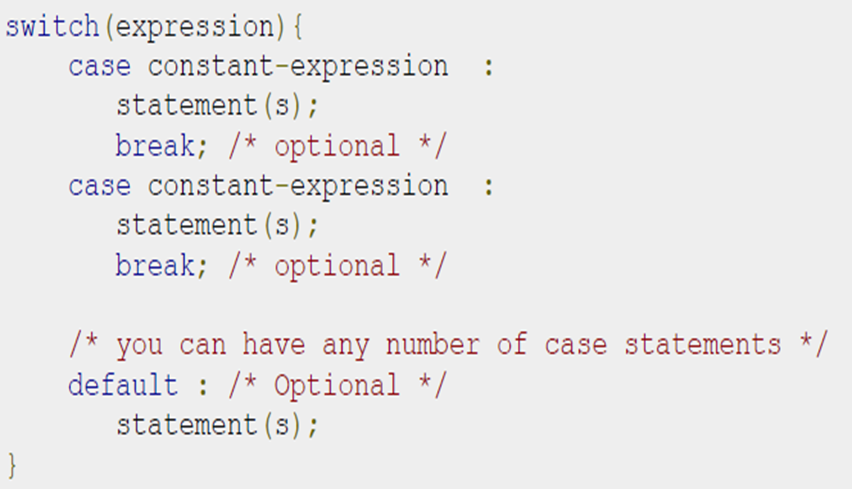 switch(expression){
    case constant-expression  :
       statement(s);
       break; /* optional */
    case constant-expression  :
       statement(s);
       break; /* optional */
    /* you can have any number of case statements */
    default : /* Optional */
       statement(s);
}